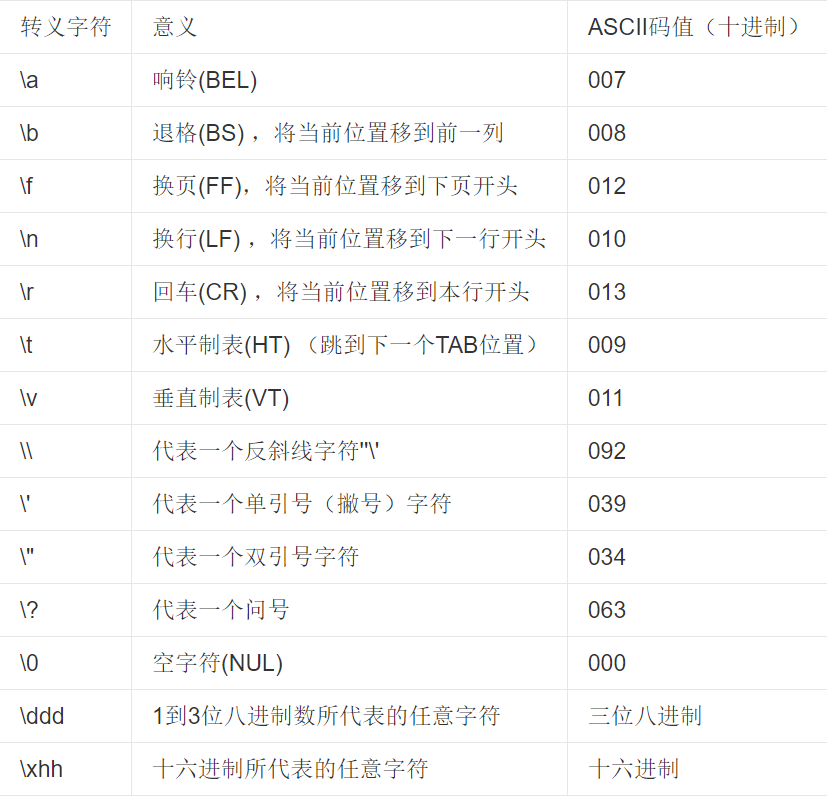 转义字符 意义 ASCII码值（十进制）
\a 响铃(BEL) 007
\b 退格(BS) ，将当前位置移到前一列 008
\f 换页(FF)，将当前位置移到下页开头 012
\n 换行(LF) ，将当前位置移到下一行开头 010
\r 回车(CR) ，将当前位置移到本行开头 013
\t 水平制表(HT) （跳到下一个TAB位置） 009
\v 垂直制表(VT) 011
\\ 代表一个反斜线字符''\' 092
\' 代表一个单引号（撇号）字符 039
\" 代表一个双引号字符 034
\? 代表一个问号 063
\0 空字符(NUL) 000
\ddd 1到3位八进制数所代表的任意字符 三位八进制
\xhh 十六进制所代表的任意字符 十六进制